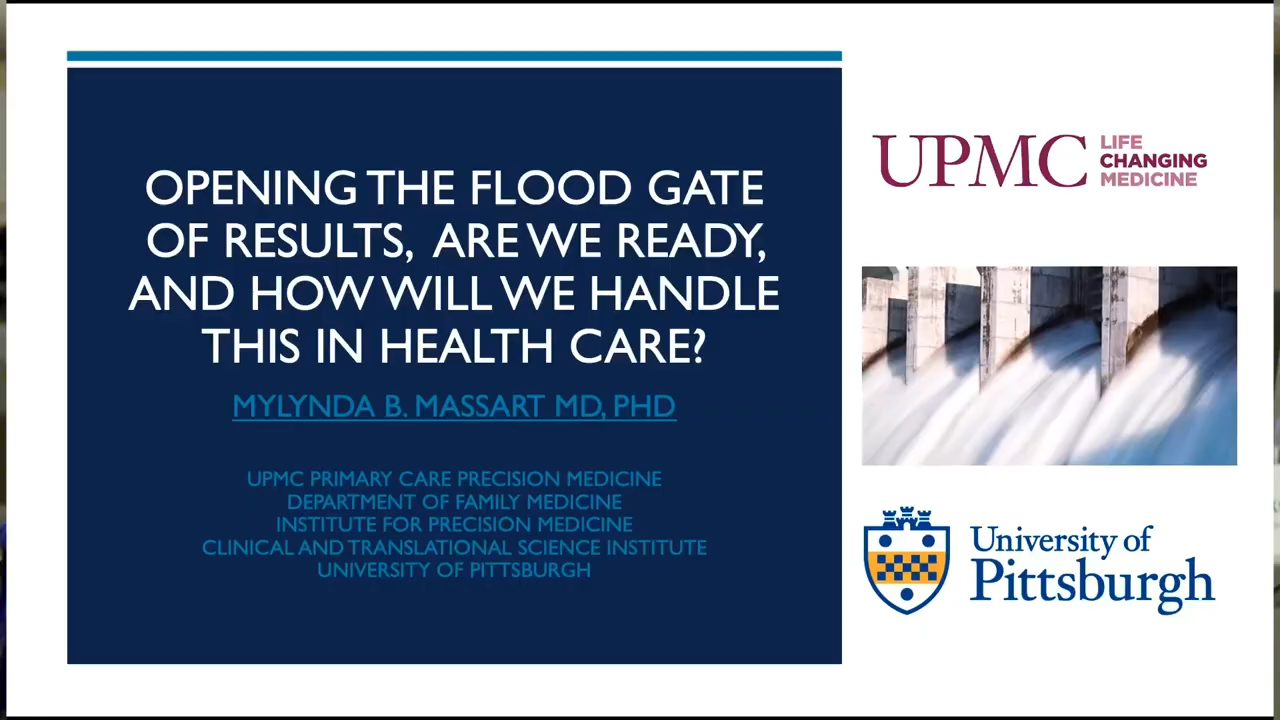 OPENING THE FLOOD GATE
OF RESULTS, ARE WE READY,
AND HOW WILL WE HANDLE
THIS IN HEALTH CARE?
MYLYNDA B. MASSART MD, PHD
UPMC PRIMARY CARE PRECISION MEDICINE
DEPARTMENT OF FAMILY MEDICINE
INSTITUTE FOR PRECISION MEDICINE
CLINICAL AND TRANSLATIONAL SCIENCE INSTITUTE
UNIVERSITY OF PITTSBURGH
UPMC LIFE
CHANGING
MEDICINE
University of
Pittsburgh